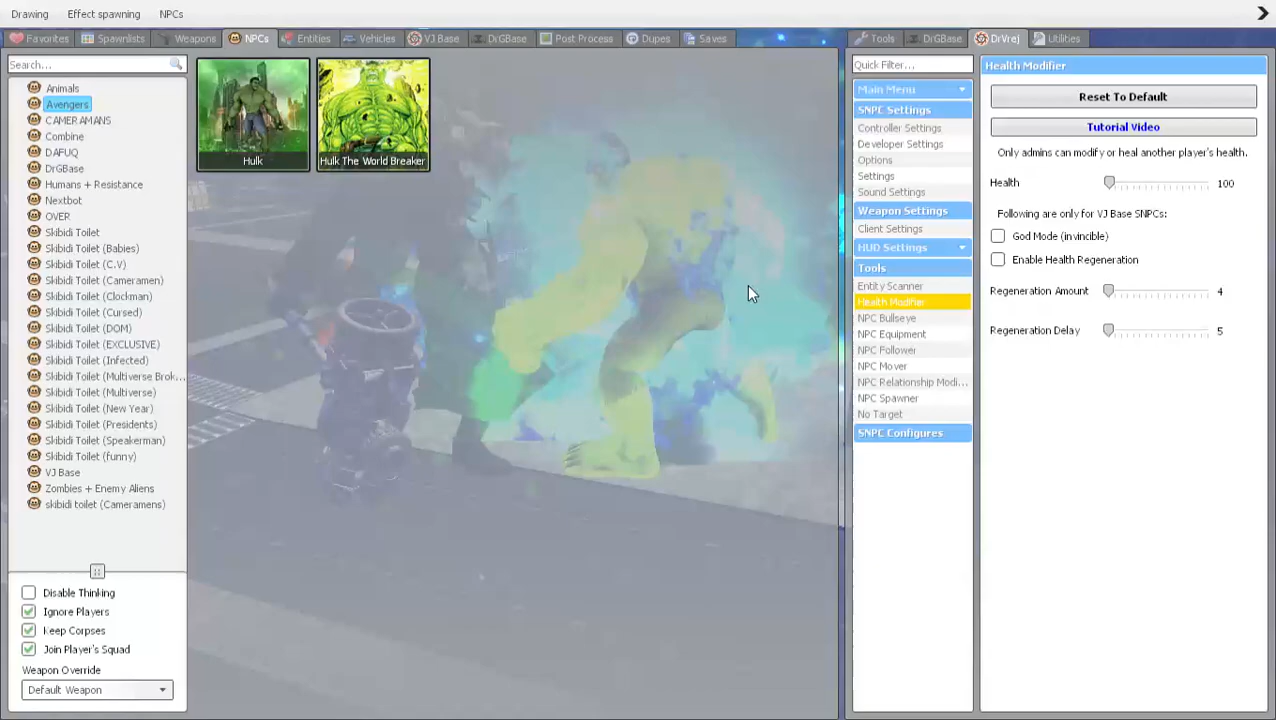 Drawing Effect spawning NPCs
Favorites Spawnlists Weapons NPCs Entities Vehicles VJ Base DrGBase Post Process Dupes Saves
Tools DrGBase DrVrej Utilities
Search...
Animals
Avengers
CAMERAMANS
Combine
DAFUQ
DrGBase
Humans + Resistance
Nextbot
OVER
Skibidi Toilet
Skibidi Toilet (Babies)
Skibidi Toilet (C.V)
Skibidi Toilet (Cameramen)
Skibidi Toilet (Clockman)
Skibidi Toilet (Cursed)
Skibidi Toilet (DOM)
Skibidi Toilet (EXCLUSIVE)
Skibidi Toilet (Infected)
Skibidi Toilet (Multiverse Brok...
Skibidi Toilet (Multiverse)
Skibidi Toilet (New Year)
Skibidi Toilet (Presidents)
Skibidi Toilet (Speakerman)
Skibidi Toilet (funny)
VJ Base
Zombies + Enemy Aliens
skibidi toilet (Cameramens)
Disable Thinking
Ignore Players
Keep Corpses
Join Player's Squad
Weapon Override
Default Weapon
Hulk
Hulk The World Breaker
Quick Filter...
Main Menu
SNPC Settings
Controller Settings
Developer Settings
Options
Settings
Sound Settings
Weapon Settings
Client Settings
HUD Settings
Tools
Entity Scanner
Health Modifier
NPC Bullseye
NPC Equipment
NPC Follower
NPC Mover
NPC Relationship Modi...
NPC Spawner
No Target
SNPC Configures
Health Modifier
Reset To Default
Tutorial Video
Only admins can modify or heal another player's health.
Health 100
Following are only for VJ Base SNPCs:
God Mode (invincible)
Enable Health Regeneration
Regeneration Amount 4
Regeneration Delay 5